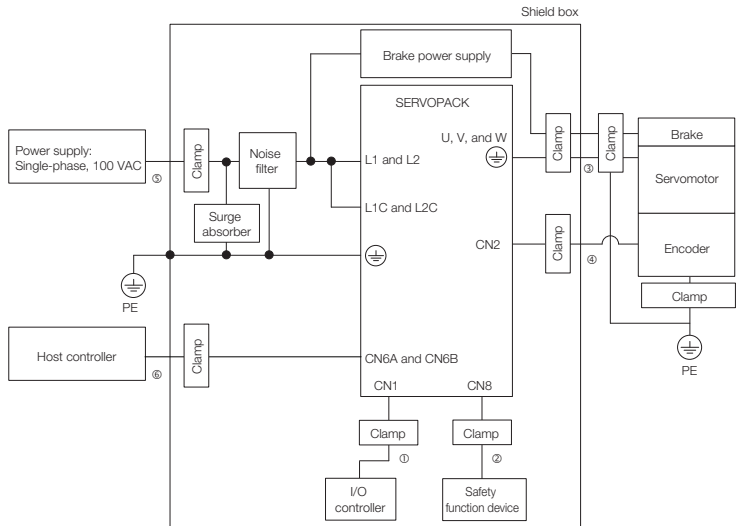 Shield box
Brake power supply
SERVOPACK
U, V, and W
Power supply:
Single-phase, 100 VAC
Clamp
Noise
filter
L1 and L2
Clamp
Clamp
Brake
⑤
③
Servomotor
L1C and L2C
Surge
absorber
CN2
Clamp
Encoder
④
PE
Clamp
Host controller
Clamp
CN6A and CN6B
PE
⑥
CN1
CN8
Clamp
Clamp
①
②
I/O
controller
Safety
function device